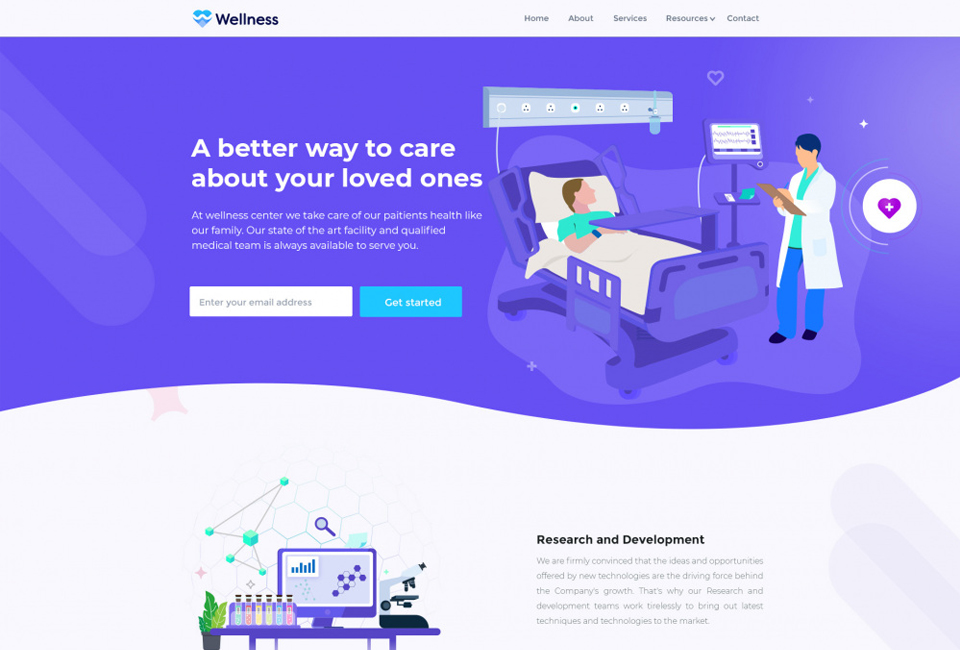 Wellness
Home About Services Resources Contact
A better way to care
about your loved ones
At wellness center we take care of our paitients health like
our family. Our state of the art facility and qualified
medical team is always available to serve you.
Enter your email address
Get started
Research and Development
We are firmly convinced that the ideas and opportunities
offered by new technologies are the driving force behind
the Company's growth. That's why our Research and
development teams work tirelessly to bring out latest
techniques and technologies to the market.